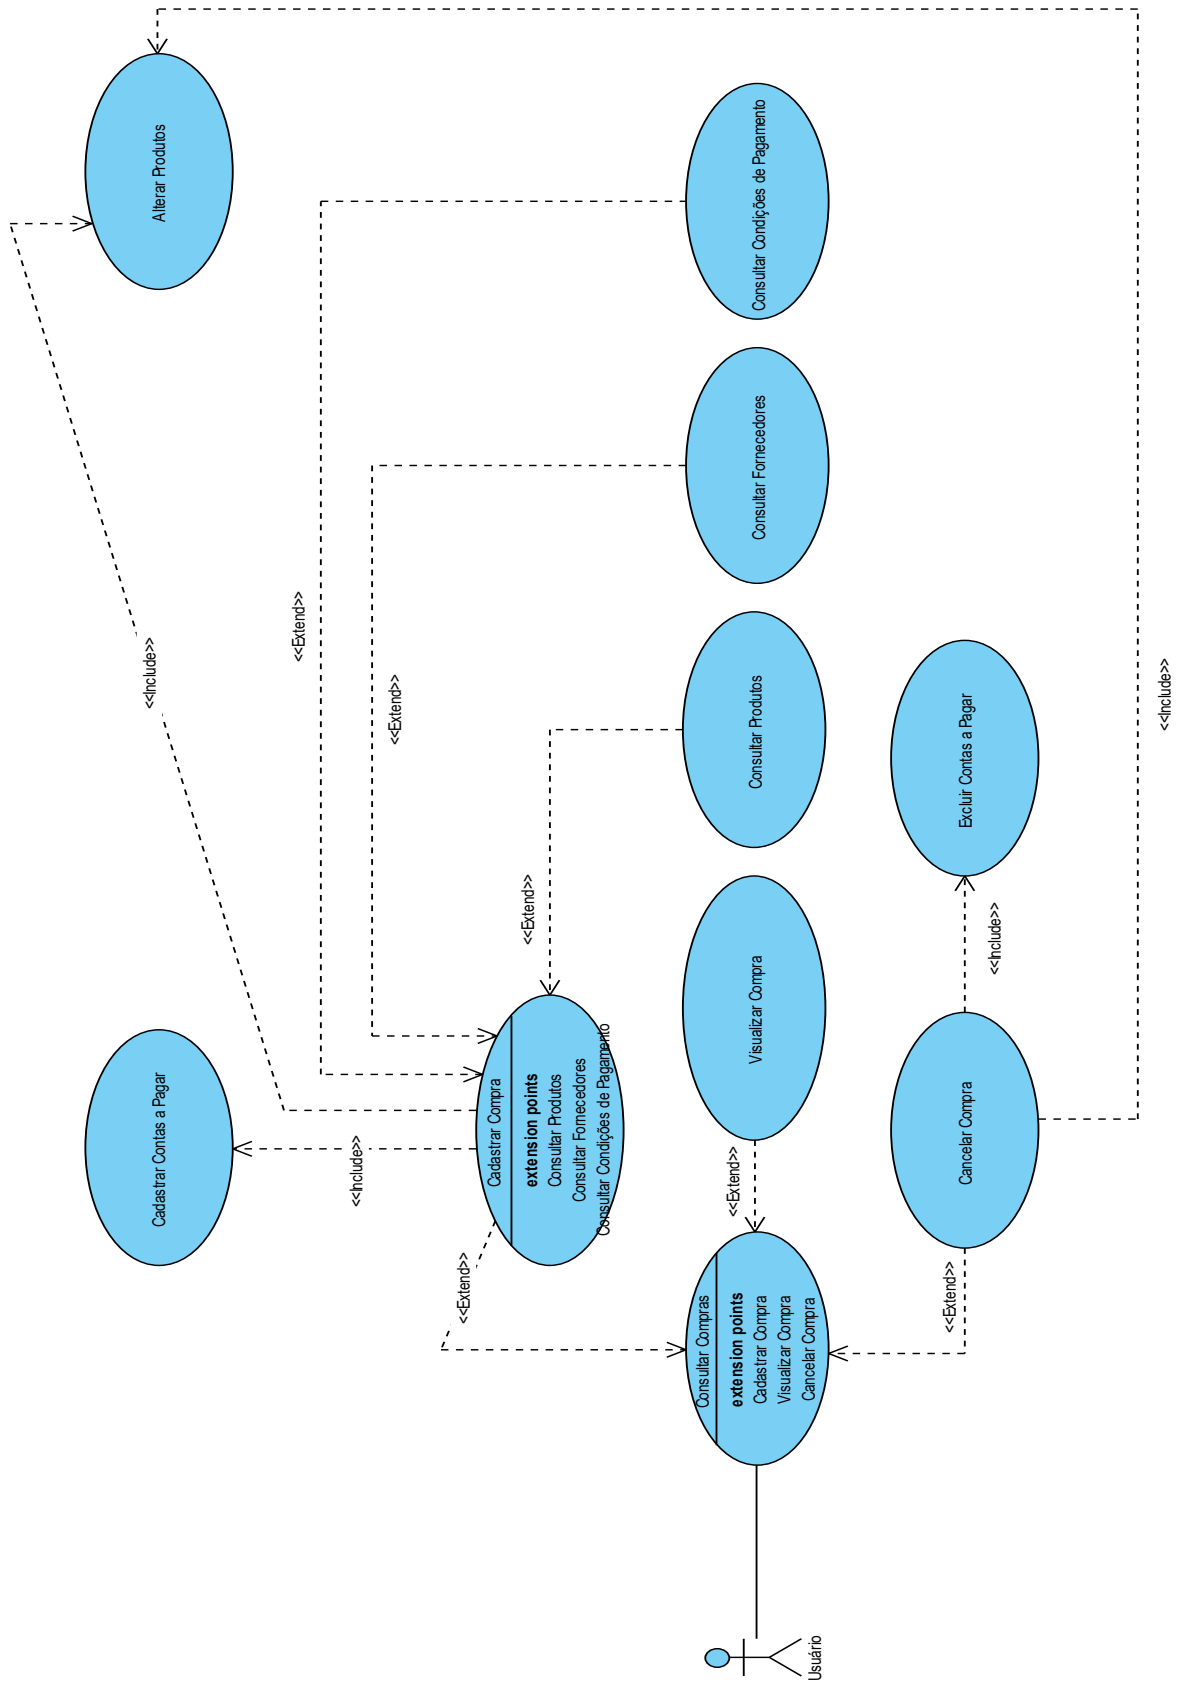 Alterar Produtos
Consultar Condições de Pagamento
<<Include>>
<<Extend>>
<<Extend>>
Consultar Fornecedores
Consultar Produtos
<<Include>>
Excluir Contas a Pagar
<<Extend>>
<<Include>>
Cadastrar Contas a Pagar
<<Include>>
Cadastrar Compra
extension points
Consultar Produtos
Consultar Fornecedores
Consultar Condições de Pagamento
Visualizar Compra
<<Extend>>
Cancelar Compra
<<Extend>>
<<Extend>>
Consultar Compras
extension points
Cadastrar Compra
Visualizar Compra
Cancelar Compra
Usuário